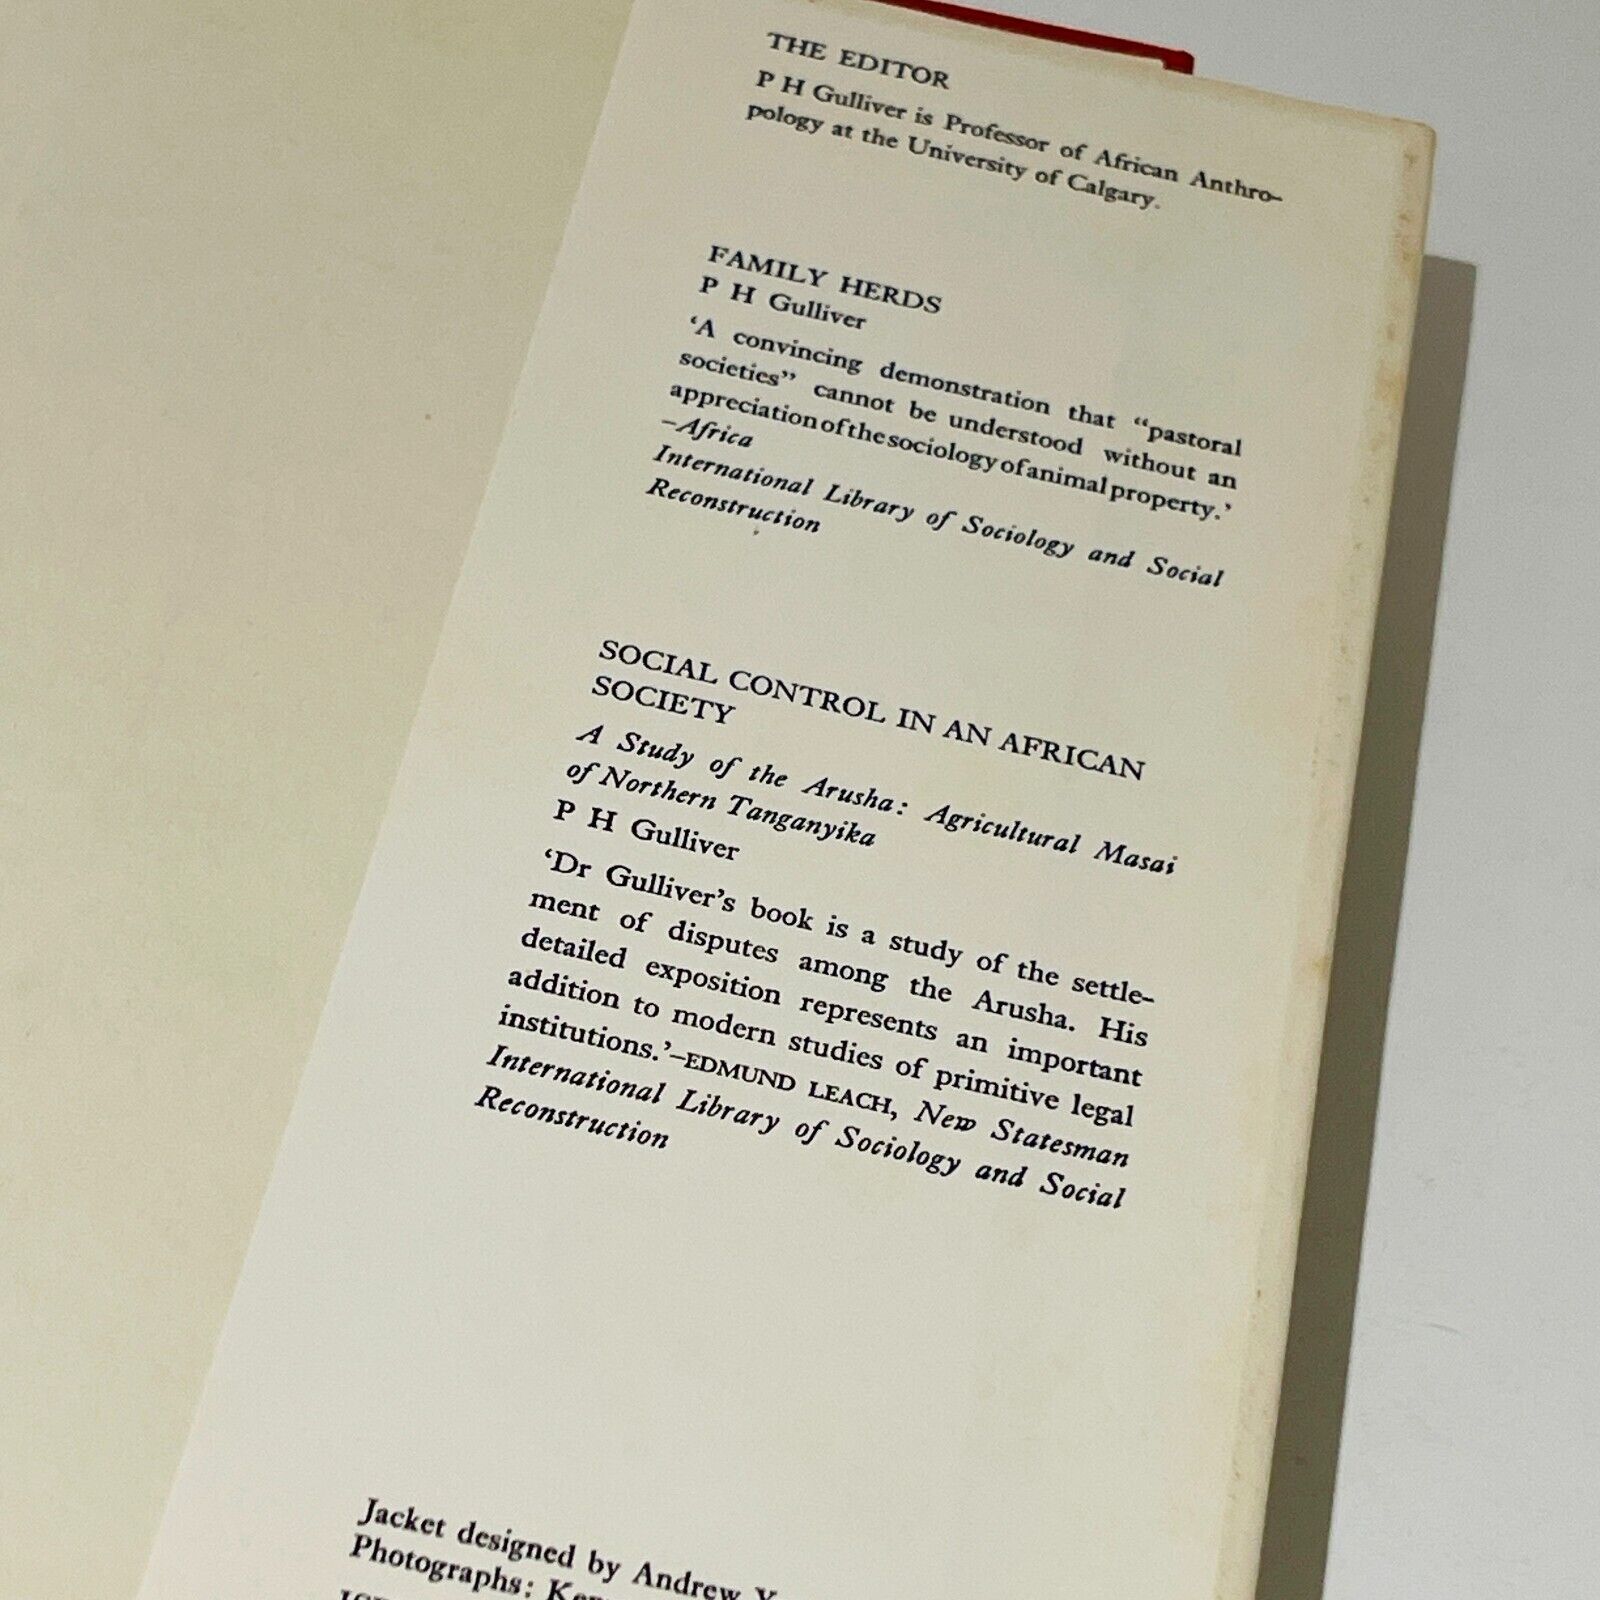 THE EDITOR
P H Gulliver is Professor of African Anthro-
pology at the University of Calgary.
FAMILY HERDS
P H Gulliver
‘A convincing demonstration that “pastoral
societies” cannot be understood without an
appreciation of the sociology of animal property.’
–Africa
International Library of Sociology and Social
Reconstruction
SOCIAL CONTROL IN AN AFRICAN
SOCIETY
A Study of the Arusha: Agricultural Masai
of Northern Tanganyika
P H Gulliver
‘Dr Gulliver’s book is a study of the settle-
ment of disputes among the Arusha. His
detailed exposition represents an important
addition to modern studies of primitive legal
institutions.’–EDMUND LEACH, New Statesman
International Library of Sociology and Social
Reconstruction
Jacket designed by Andrew
Photographs: